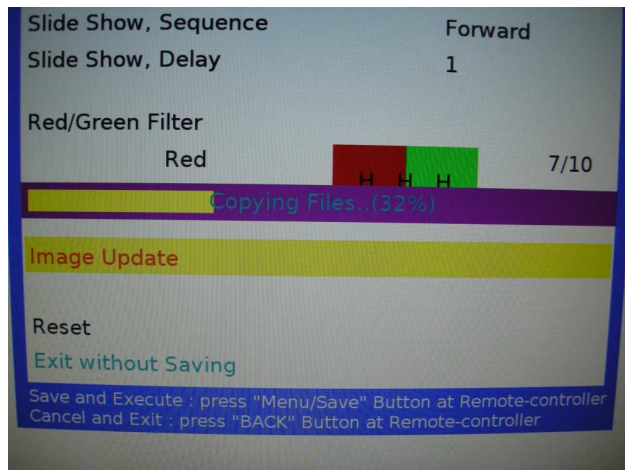 Slide Show, Sequence Forward
Slide Show, Delay 1
Red/Green Filter
Red H H H 7/10
Copying Files..(32%)
Image Update
Reset
Exit without Saving
Save and Execute : press "Menu/Save" Button at Remote-controller
Cancel and Exit : press "BACK" Button at Remote-controller